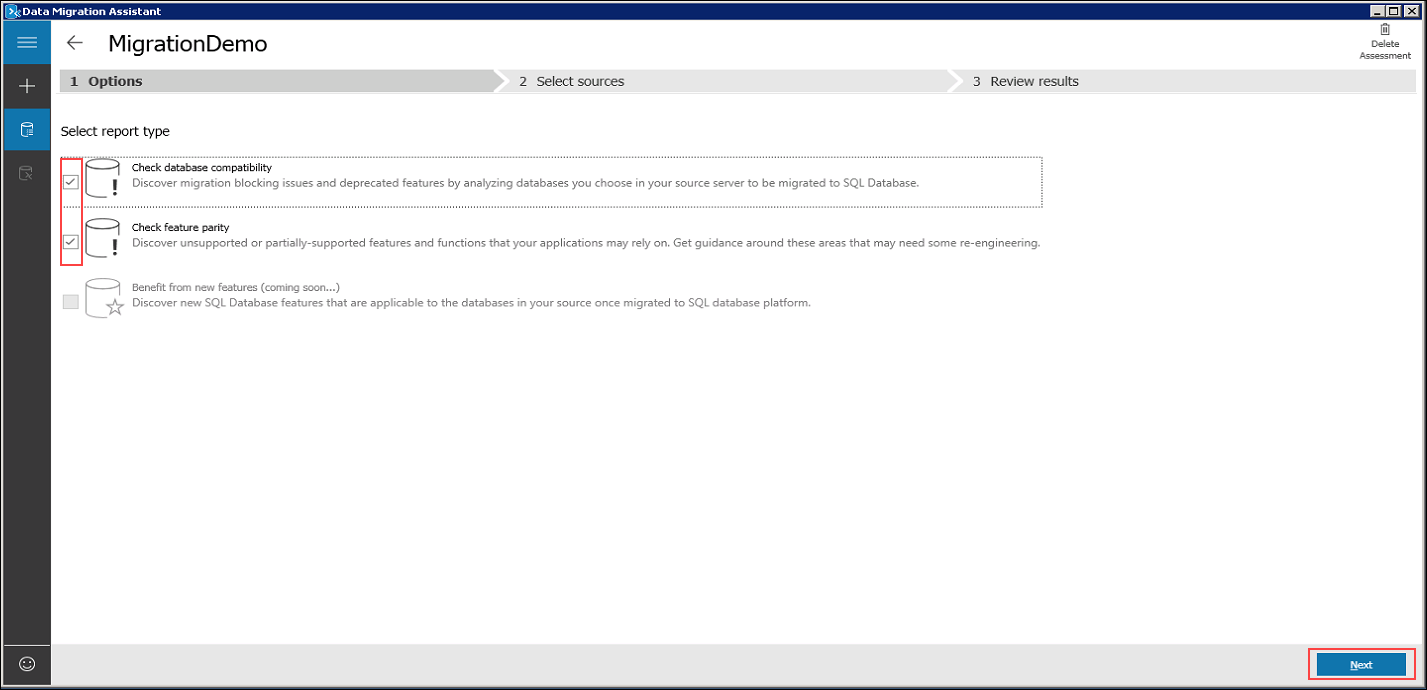 Data Migration Assistant
MigrationDemo
Delete
Assessment
1 Options
2 Select sources
3 Review results
Select report type
Check database compatibility
Discover migration blocking issues and deprecated features by analyzing databases you choose in your source server to be migrated to SQL Database.
Check feature parity
Discover unsupported or partially-supported features and functions that your applications may rely on. Get guidance around these areas that may need some re-engineering.
Benefit from new features (coming soon...)
Discover new SQL Database features that are applicable to the databases in your source once migrated to SQL database platform.
Next